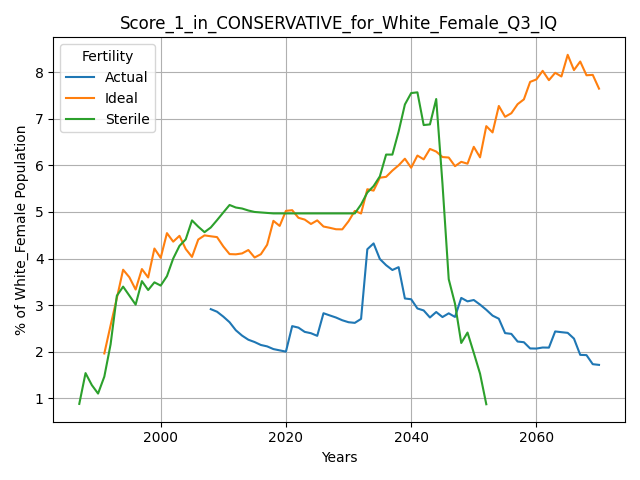 Score_1_in_CONSERVATIVE_for_White_Female_Q3_IQ
Fertility
Actual
Ideal
Sterile
% of White_Female Population
8
7
6
5
4
3
2
1
2000 2020 2040 2060
Years